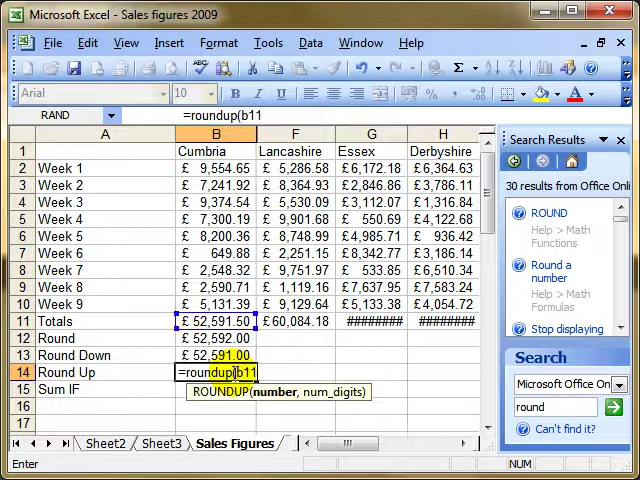 Microsoft Excel - Sales figures 2009
File Edit View Insert Format Tools Data Window Help
Arial 10 B
RAND =roundup(b11
A B F G H
1 Cumbria Lancashire Essex Derbyshire
2 Week 1 £ 9,554.65 £ 5,286.58 £ 6,172.18 £ 6,364.63
3 Week 2 £ 7,241.92 £ 8,364.93 £ 2,846.86 £ 3,786.11
4 Week 3 £ 9,374.54 £ 5,530.09 £ 3,112.07 £ 1,316.84
5 Week 4 £ 7,300.19 £ 9,901.68 £ 550.69 £ 4,122.68
6 Week 5 £ 8,200.36 £ 8,748.99 £ 4,985.71 £ 936.42
7 Week 6 £ 649.88 £ 2,251.15 £ 8,342.77 £ 3,186.14
8 Week 7 £ 2,548.32 £ 9,751.97 £ 533.85 £ 6,510.34
9 Week 8 £ 2,590.71 £ 1,119.16 £ 7,637.95 £ 7,583.24
10 Week 9 £ 5,131.39 £ 9,129.64 £ 5,133.38 £ 4,054.72
11 Totals £ 52,591.50 £ 60,084.18 ######## ########
12 Round £ 52,592.00
13 Round Down £ 52,591.00
14 Round Up =roundup(b11
15 Sum IF ROUNDUP(number, num_digits)
16
17
Sheet2 Sheet3 Sales Figures
Enter NUM
Search Results
30 results from Office Onli
ROUND
Help > Math
Functions
Round a
number
Help > Math
Formulas
Stop displaying
Search
Microsoft Office On
round
Can't find it?